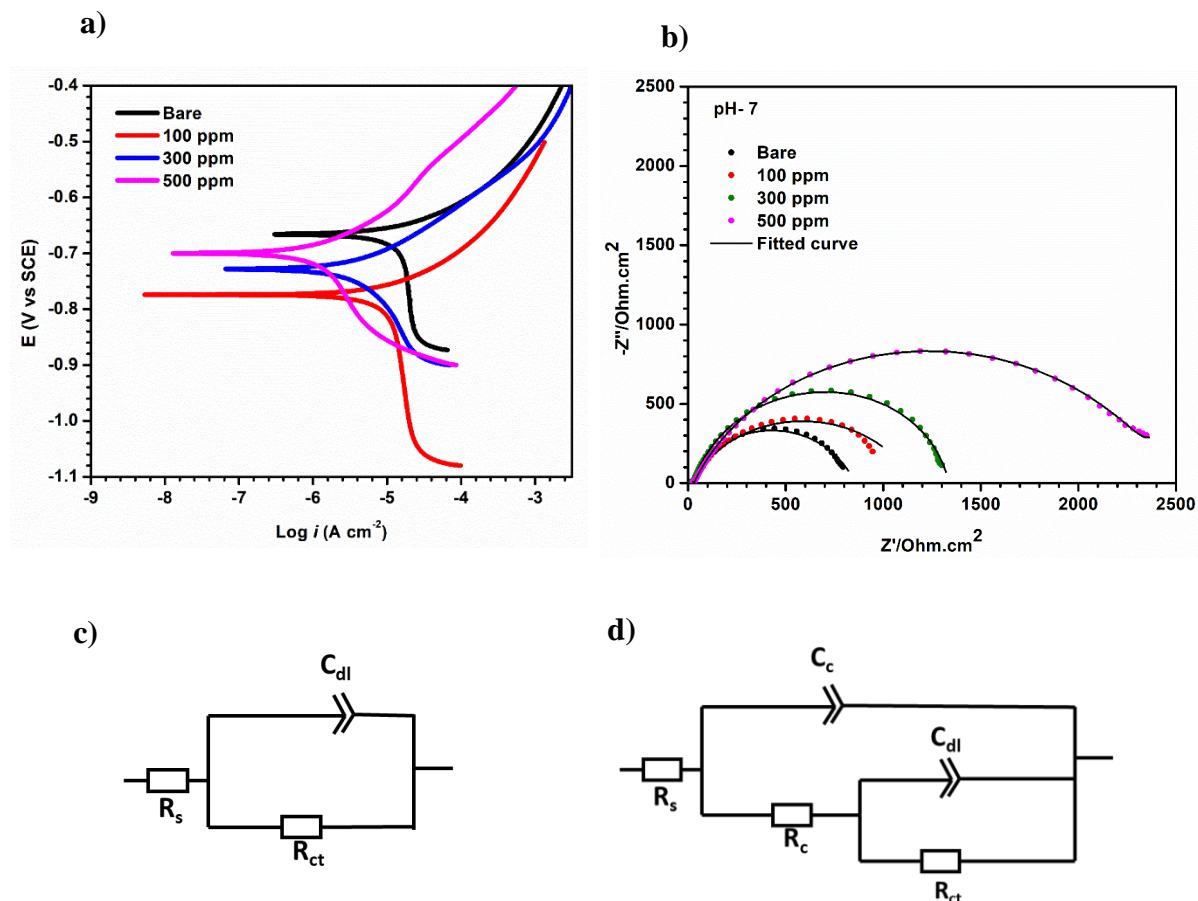 a)
-0.4
-0.5
-0.6
-0.7
-0.8
-0.9
-1.0
-1.1
E (V vs SCE)
Bare
100 ppm
300 ppm
500 ppm
-9 -8 -7 -6 -5 -4 -3
Log i (A cm-2)
b)
2500
2000
1500
1000
500
0
-Z''/Ohm.cm2
pH- 7
Bare
100 ppm
300 ppm
500 ppm
Fitted curve
0 500 1000 1500 2000 2500
Z'/Ohm.cm2
c)
Cdl
Rs
Rct
d)
Cc
Cdl
Rs
Rc
Rct